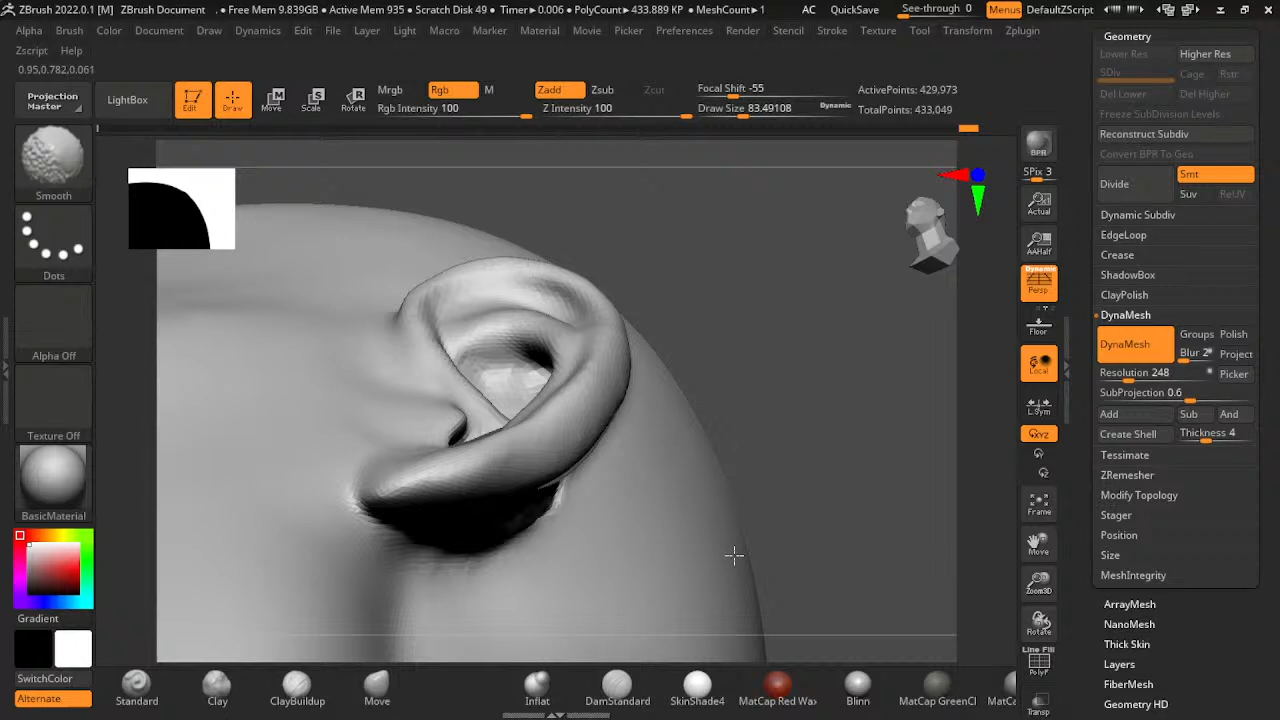 ZBrush 2022.0.1 [M] ZBrush Document . • Free Mem 9.839GB • Active Mem 935 • Scratch Disk 49 • Timer▸0.006 • PolyCount▸433.889 KP • MeshCount▸1 AC QuickSave See-through 0 Menus DefaultZScript
Alpha Brush Color Document Draw Dynamics Edit File Layer Light Macro Marker Material Movie Picker Preferences Render Stencil Stroke Texture Tool Transform Zplugin
Zscript Help
0.95,0.782,0.061
Projection Master
LightBox
Edit
Draw
Move
Scale
Rotate
Mrgb Rgb M
Rgb Intensity 100
Zadd Zsub Zcut
Z Intensity 100
Focal Shift -55
Draw Size 83.49108 Dynamic
ActivePoints: 429,973
TotalPoints: 433,049
Smooth
Dots
Alpha Off
Texture Off
BasicMaterial
Gradient
SwitchColor
Alternate
BPR
SPix 3
Actual
AAHalf
Dynamic
Persp
Floor
Local
L.Sym
XYZ
Frame
Move
Zoom3D
Rotate
Line Fill
PolyF
Transp
Geometry
Lower Res Higher Res
SDiv Cage Rstr
Del Lower Del Higher
Freeze SubDivision Levels
Reconstruct Subdiv
Convert BPR To Geo
Divide Smt
Suv ReUV
Dynamic Subdiv
EdgeLoop
Crease
ShadowBox
ClayPolish
DynaMesh
DynaMesh Groups Polish
Blur 2 Project
Resolution 248 Picker
SubProjection 0.6
Add Sub And
Create Shell Thickness 4
Tessimate
ZRemesher
Modify Topology
Stager
Position
Size
MeshIntegrity
ArrayMesh
NanoMesh
Thick Skin
Layers
FiberMesh
Geometry HD
Standard Clay ClayBuildup Move Inflat DamStandard SkinShade4 MatCap Red Wax Blinn MatCap GreenCl MatCap